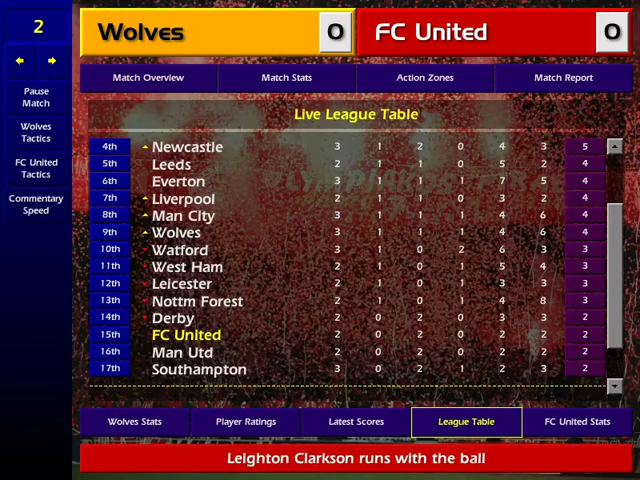 2
Wolves 0 FC United 0
Match Overview Match Stats Action Zones Match Report
Pause
Match
Wolves
Tactics
FC United
Tactics
Commentary
Speed
Live League Table
4th Newcastle 3 1 2 0 4 3 5
5th Leeds 2 1 1 0 5 2 4
6th Everton 3 1 1 1 7 5 4
7th Liverpool 2 1 1 0 3 2 4
8th Man City 3 1 1 1 4 6 4
9th Wolves 3 1 1 1 4 6 4
10th Watford 3 1 0 2 6 3 3
11th West Ham 2 1 0 1 5 4 3
12th Leicester 2 1 0 1 3 3 3
13th Nottm Forest 2 1 0 1 4 8 3
14th Derby 2 0 2 0 3 3 2
15th FC United 2 0 2 0 2 2 2
16th Man Utd 2 0 2 0 2 2 2
17th Southampton 3 0 2 1 2 3 2
Wolves Stats Player Ratings Latest Scores League Table FC United Stats
Leighton Clarkson runs with the ball